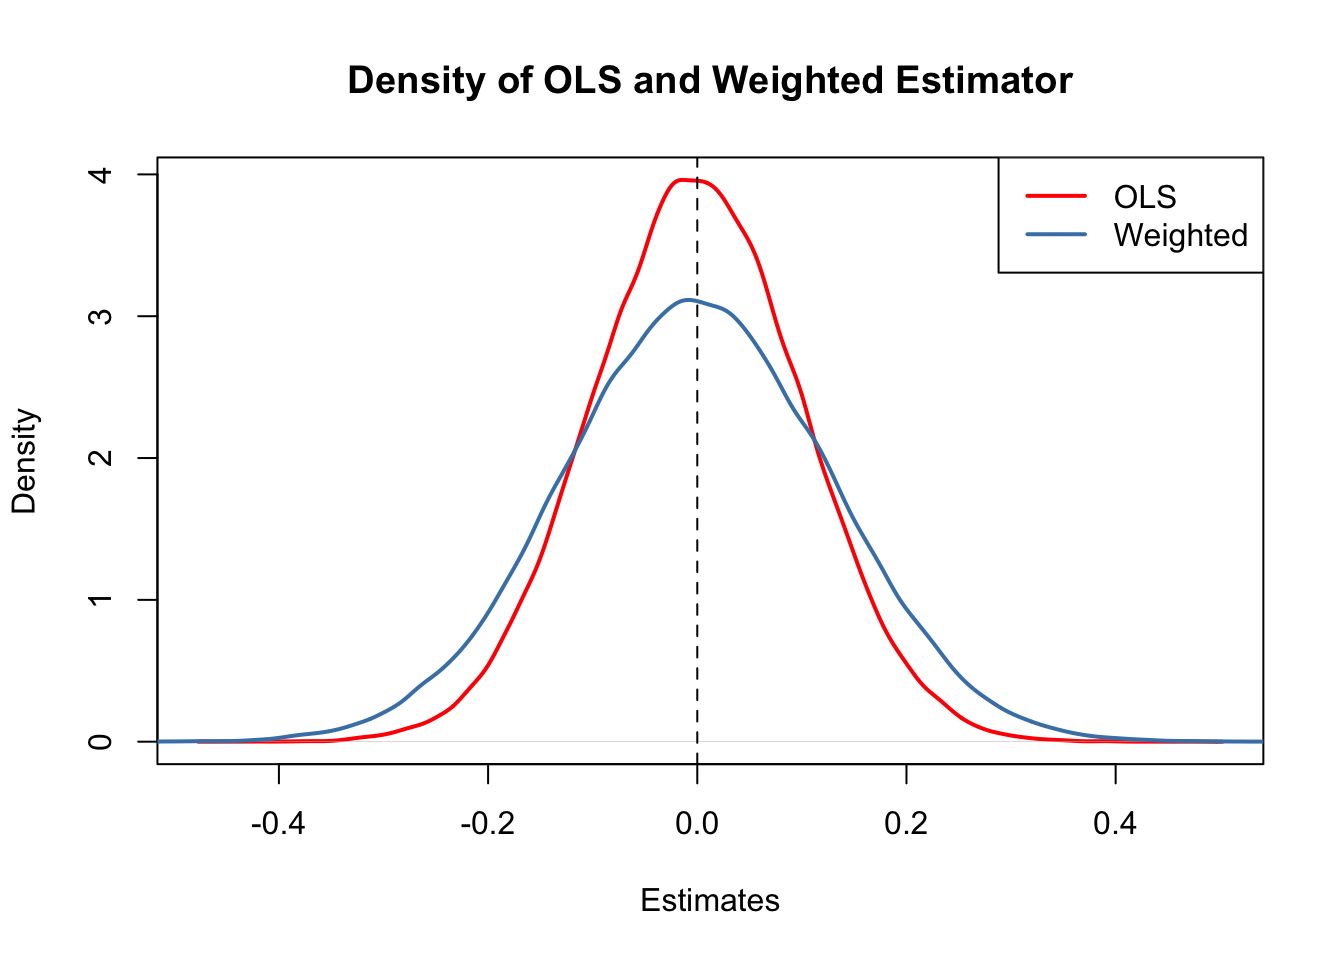 Density of OLS and Weighted Estimator
OLS
Weighted
Density
4
3
2
1
0
-0.4 -0.2 0.0 0.2 0.4
Estimates